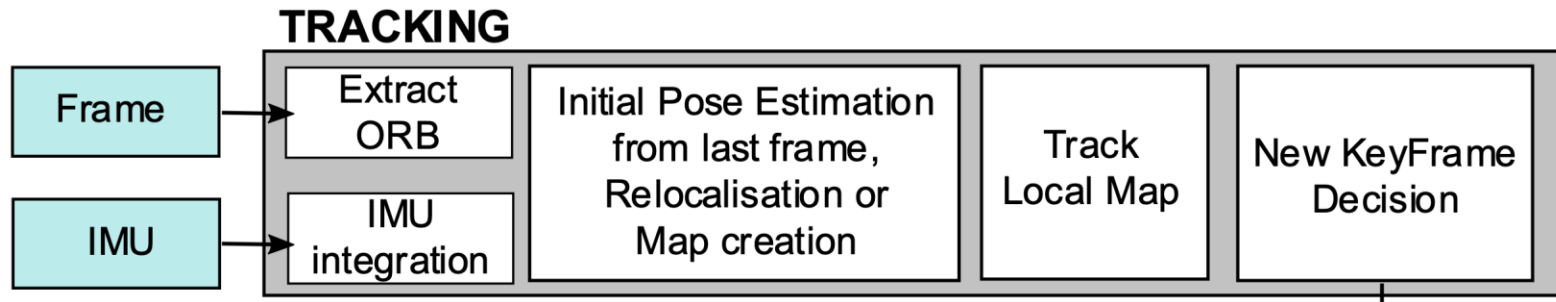 TRACKING
Frame
Extract
ORB
IMU
IMU
integration
Initial Pose Estimation
from last frame,
Relocalisation or
Map creation
Track
Local Map
New KeyFrame
Decision